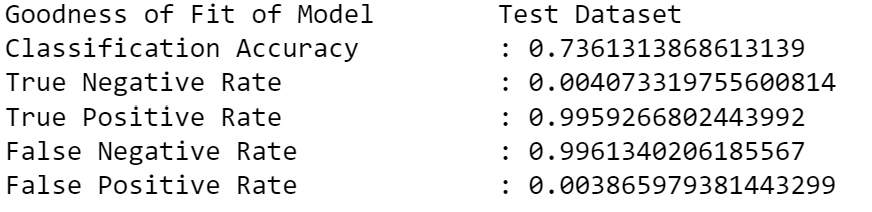 Goodness of Fit of Model Test Dataset
Classification Accuracy : 0.7361313868613139
True Negative Rate : 0.004073319755600814
True Positive Rate : 0.9959266802443992
False Negative Rate : 0.9961340206185567
False Positive Rate : 0.003865979381443299